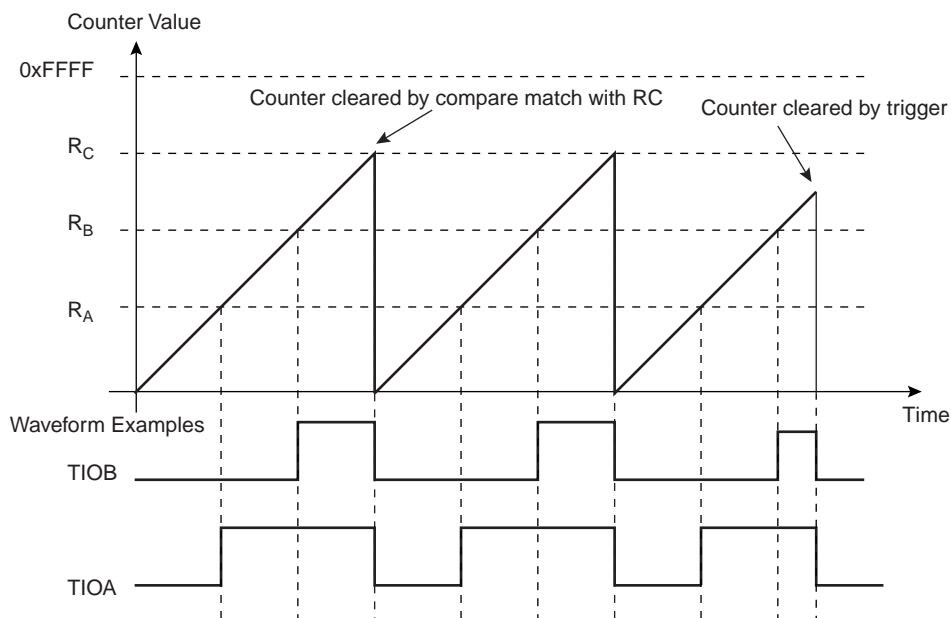 Counter Value
0xFFFF
Counter cleared by compare match with RC
Counter cleared by trigger
RC
RB
RA
Time
Waveform Examples
TIOB
TIOA